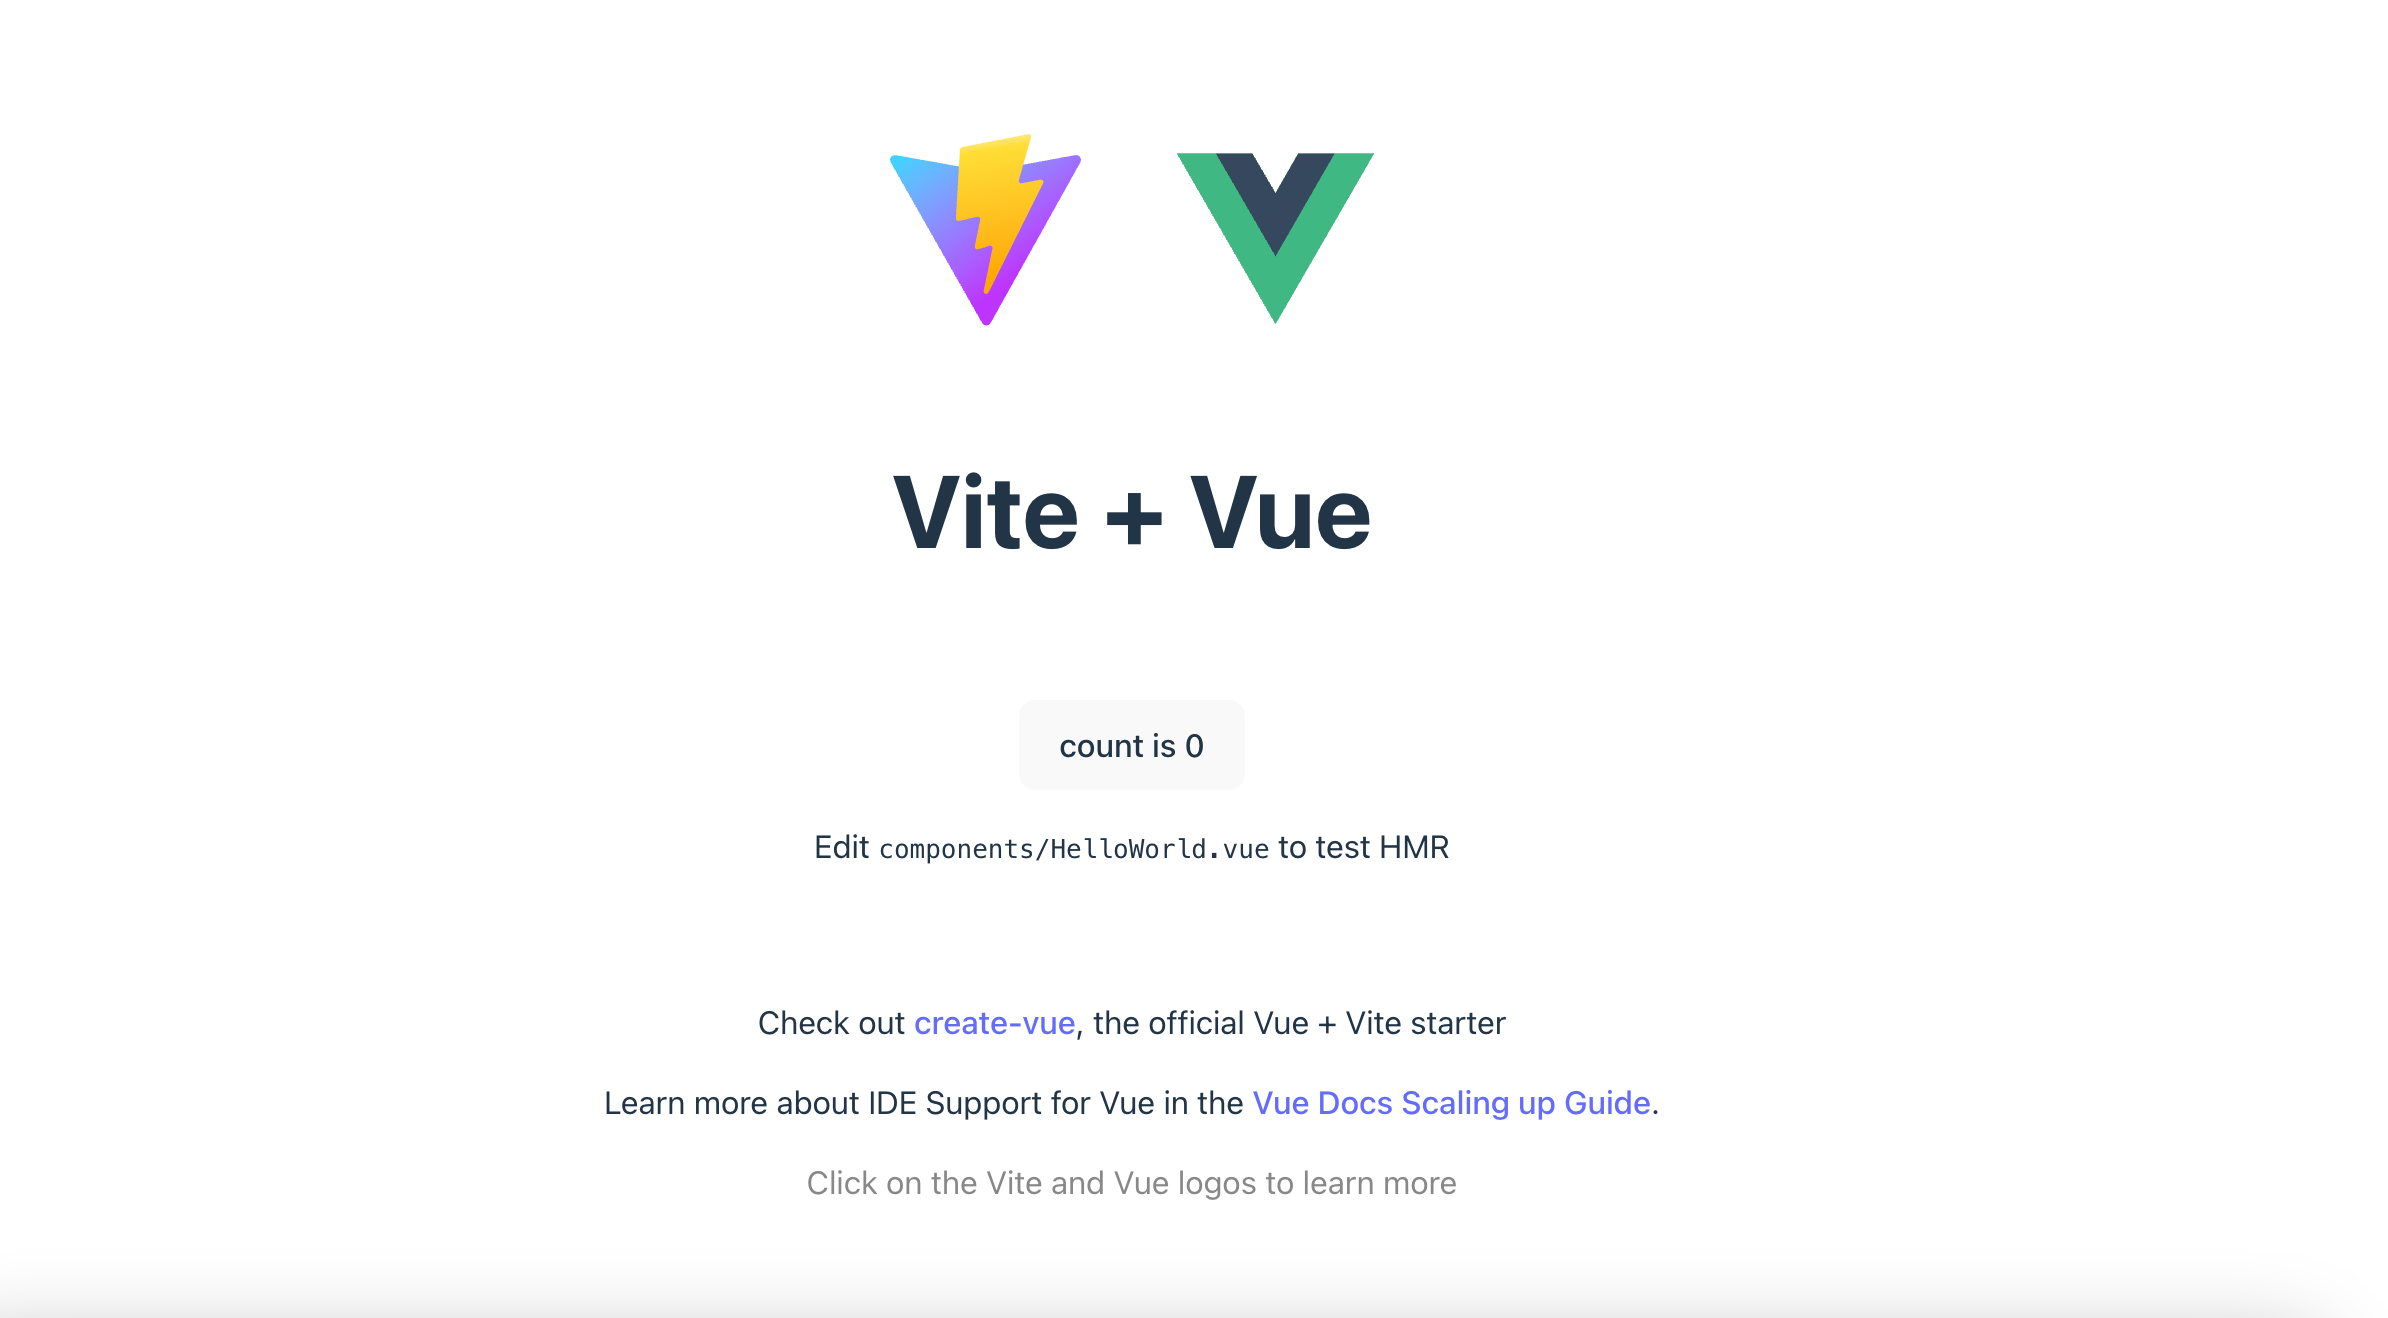 Vite + Vue
count is 0
Edit components/HelloWorld.vue to test HMR
Check out create-vue, the official Vue + Vite starter
Learn more about IDE Support for Vue in the Vue Docs Scaling up Guide.
Click on the Vite and Vue logos to learn more